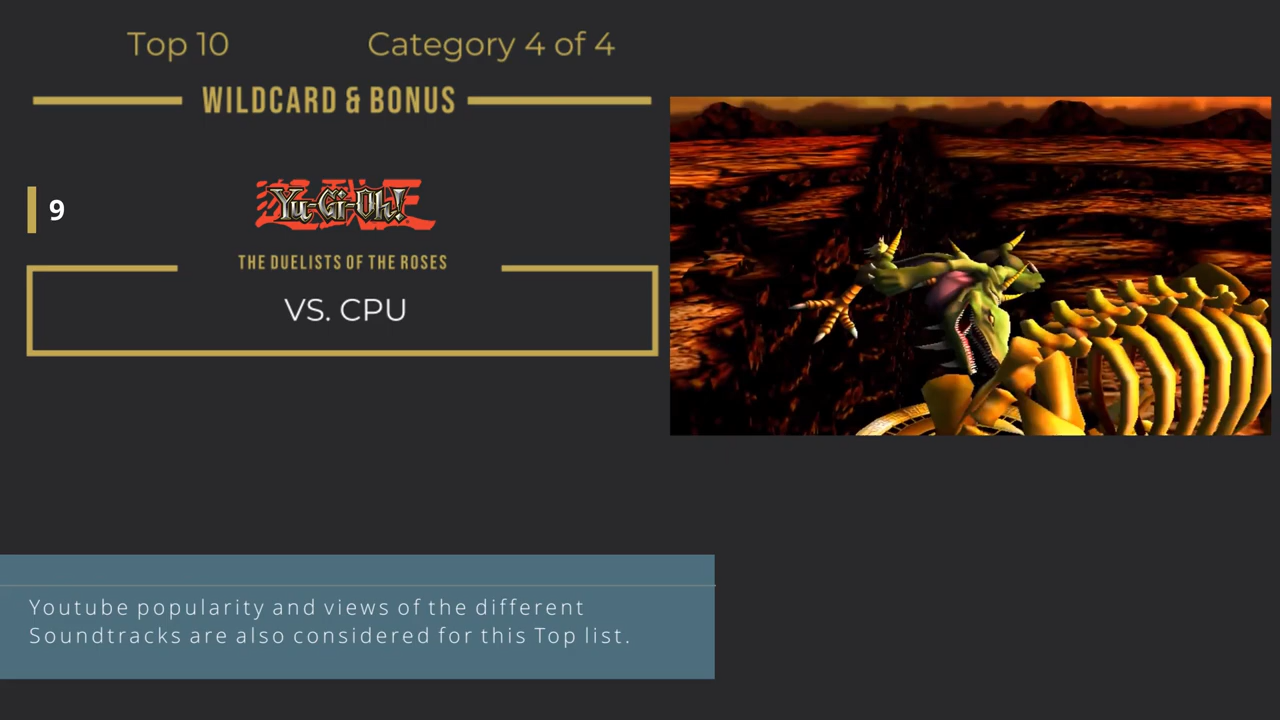 Top 10
Category 4 of 4
WILDCARD & BONUS
9
Yu-Gi-Oh!
THE DUELISTS OF THE ROSES
VS. CPU
Youtube popularity and views of the different
Soundtracks are also considered for this Top list.